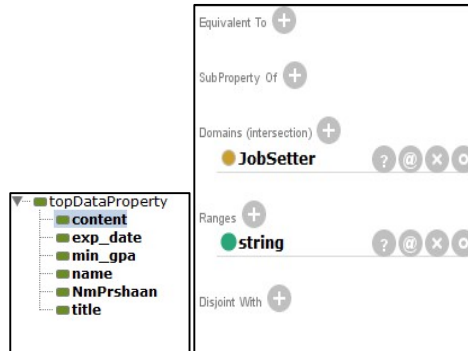 topDataProperty
content
exp_date
min_gpa
name
NmPrshaan
title
Equivalent To
SubProperty Of
Domains (intersection)
JobSetter
? @ X O
Ranges
string
? @ X O
Disjoint With